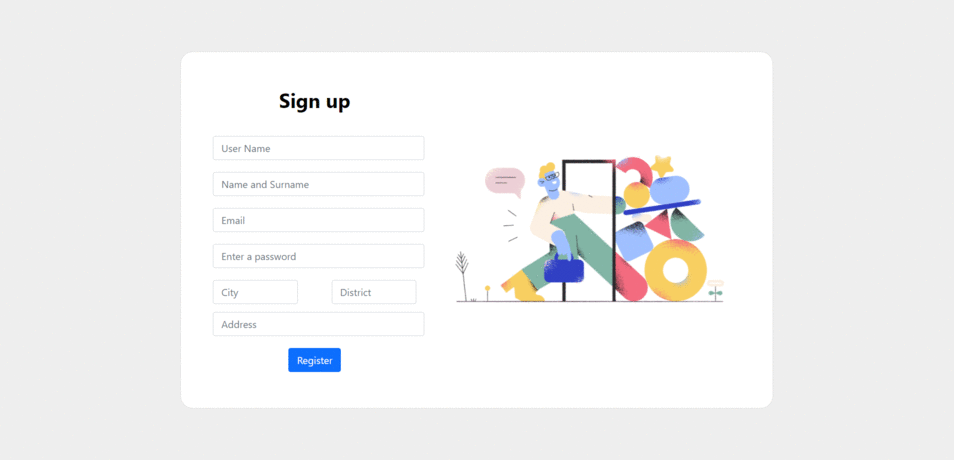 Sign up
User Name
Name and Surname
Email
Enter a password
City District
Address
Register